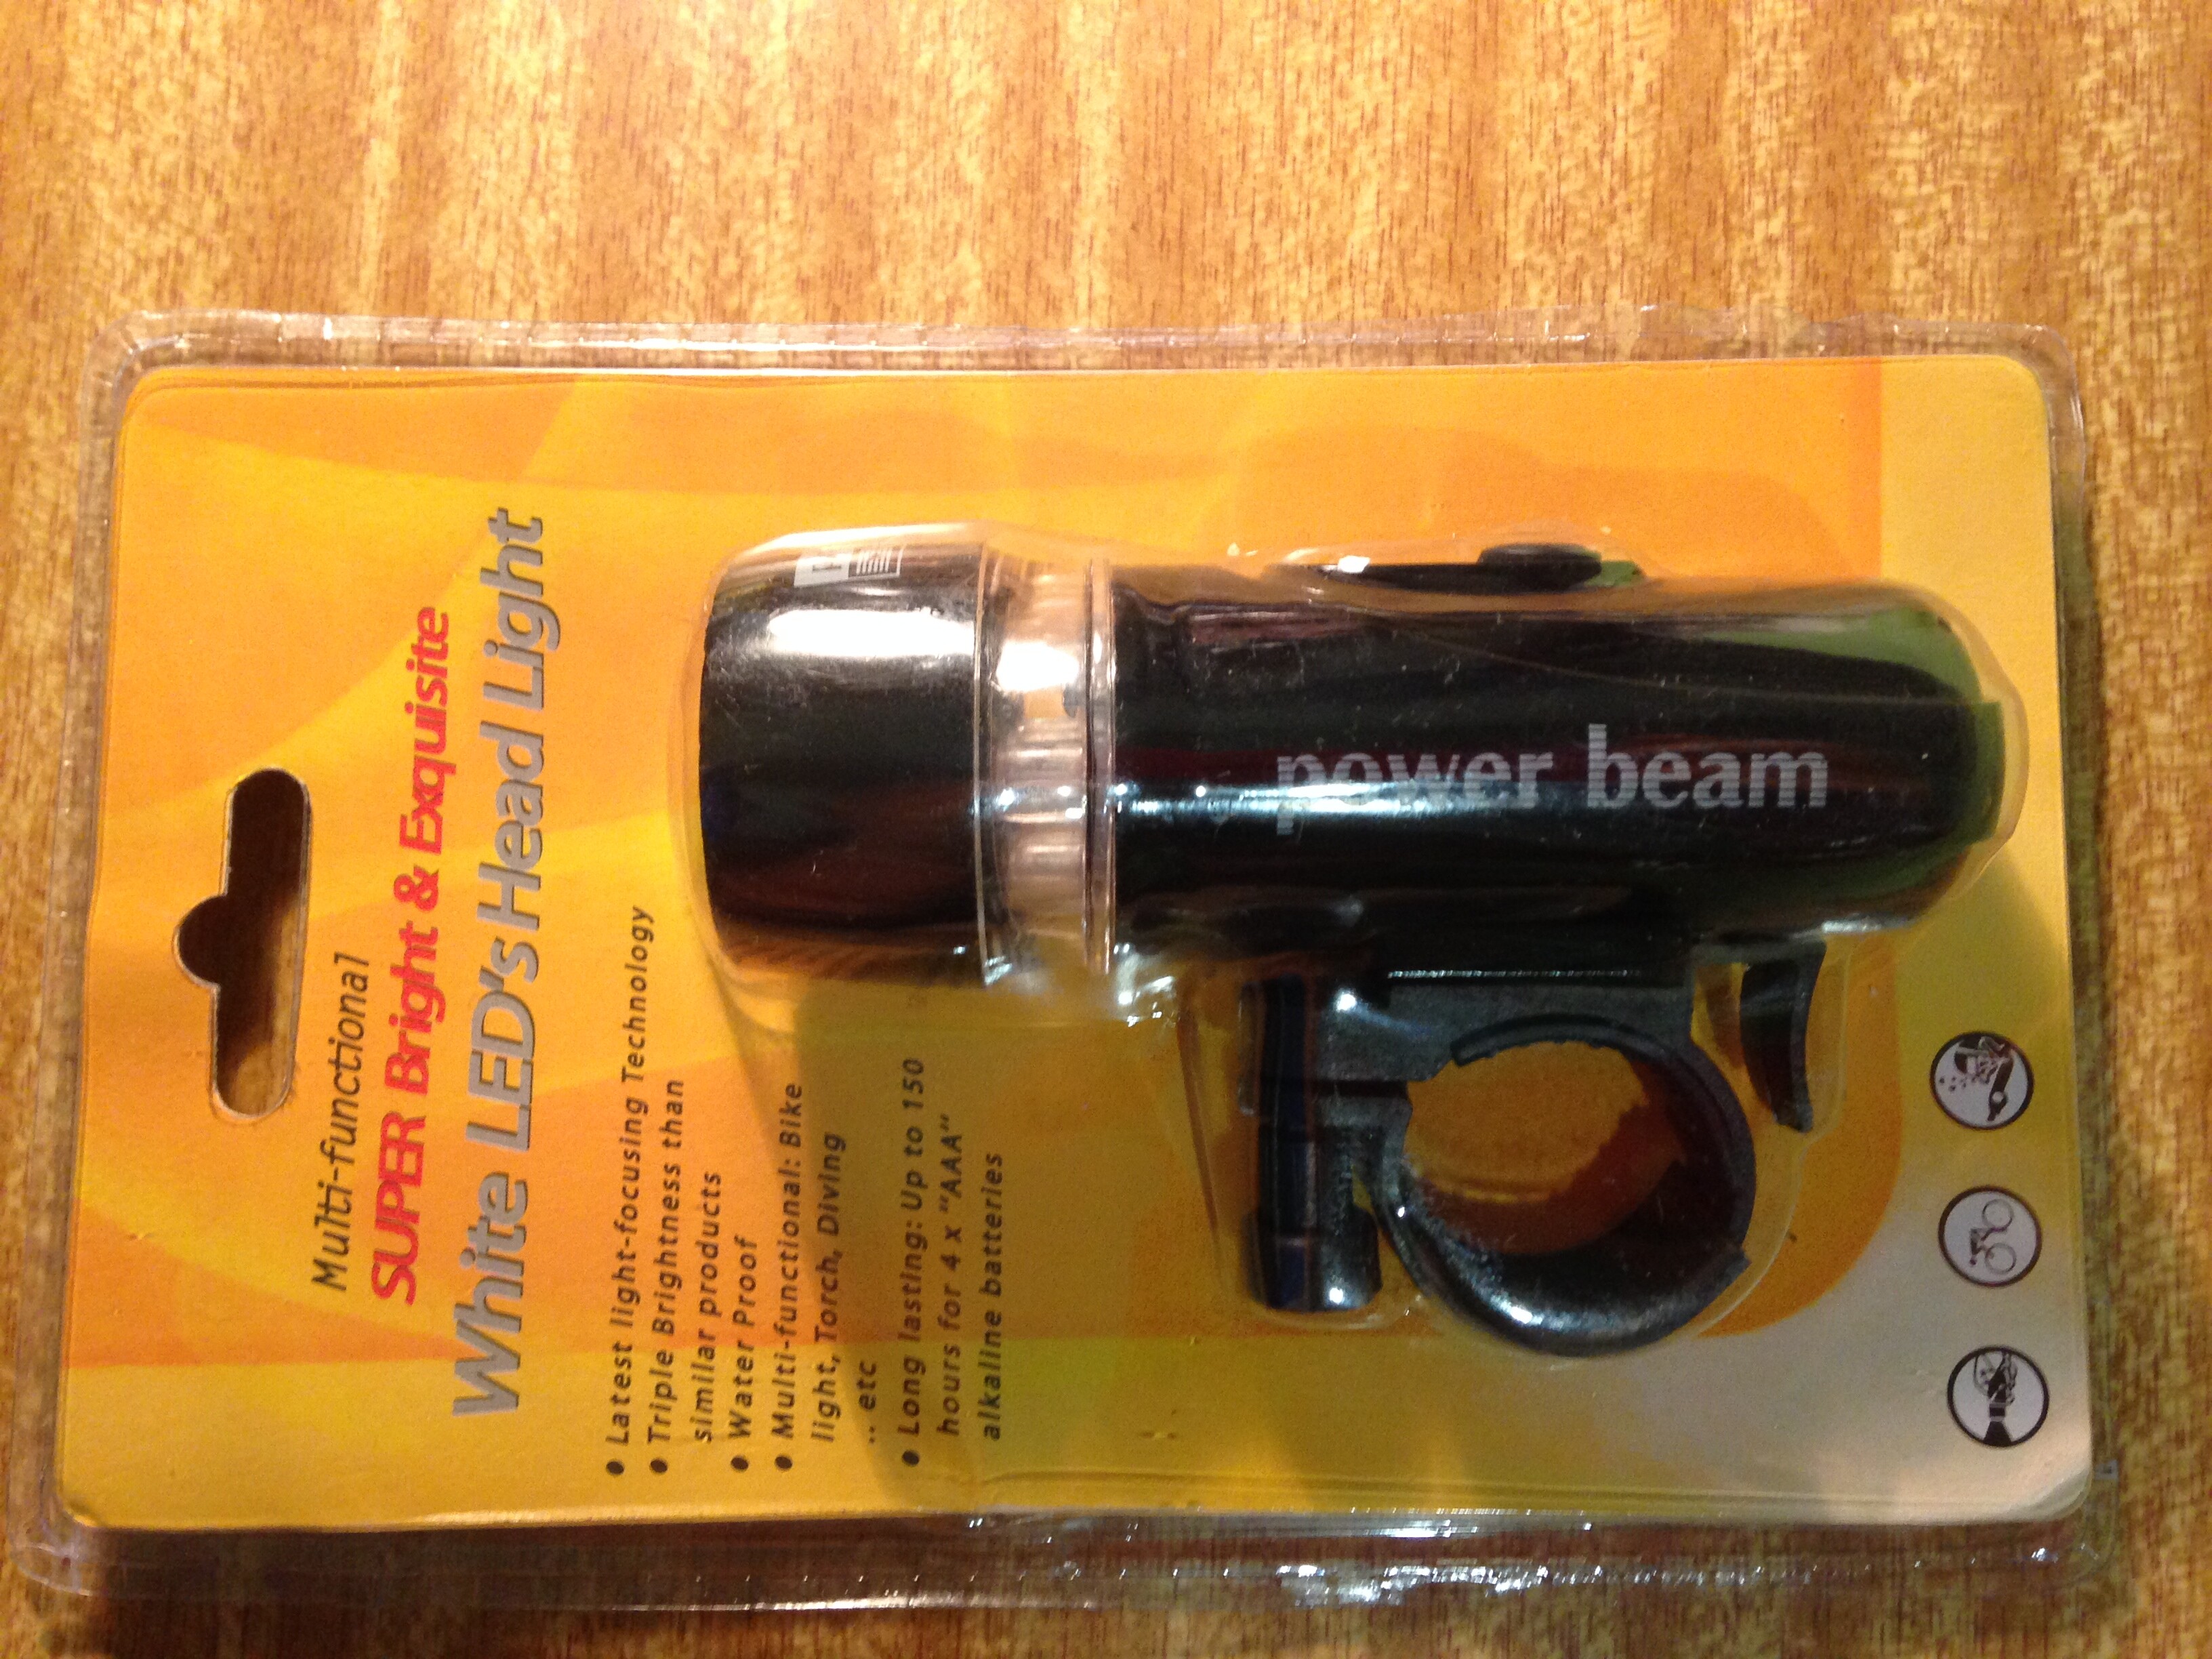 Multi-functional
SUPER Bright & Exquisite
White LED's Head Light
● Latest light-focusing Technology
● Triple Brightness than
similar products
● Water Proof
● Multi-functional: Bike
light, Torch, Diving
.. etc
● Long lasting: Up to 150
hours for 4 x "AAA"
alkaline batteries
power beam